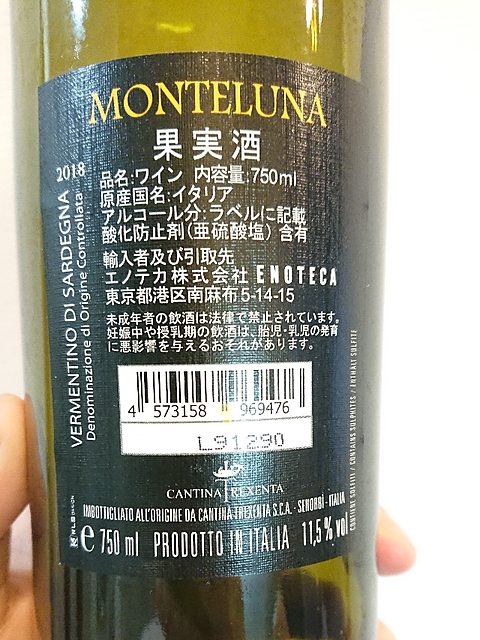 MONTELUNA
果実酒
2018
VERMENTINO DI SARDEGNA
Denominazione di Origine Controllata
品名:ワイン 内容量:750ml
原産国名:イタリア
アルコール分:ラベルに記載
酸化防止剤(亜硫酸塩)含有
輸入者及び引取先
エノテカ株式会社 ENOTECA
東京都港区南麻布5-14-15
未成年者の飲酒は法律で禁止されています。
妊娠中や授乳期の飲酒は、胎児・乳児の発育
に悪影響を与えるおそれがあります。
4 573158 969476
L91290
CANTINA TREXENTA
IMBOTTIGLIATO ALL'ORIGINE DA CANTINA TREXENTA S.C.A. - SENORBÌ - ITALIA
e 750 ml PRODOTTO IN ITALIA 11,5% vol
CONTIENE SOLFITI / CONTAINS SULPHITES / ENTHALT SULFITE